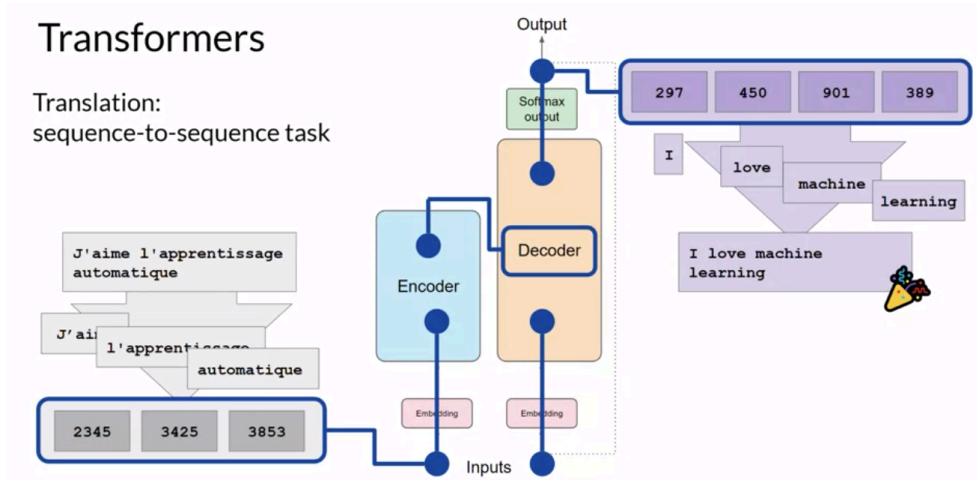 Transformers
Translation:
sequence-to-sequence task
J'aime l'apprentissage
automatique
l'apprentissage
automatique
2345 3425 3853
Output
Softmax
output
Decoder
Encoder
Embedding
Embedding
Inputs
297 450 901 389
I
love
machine
learning
I love machine
learning